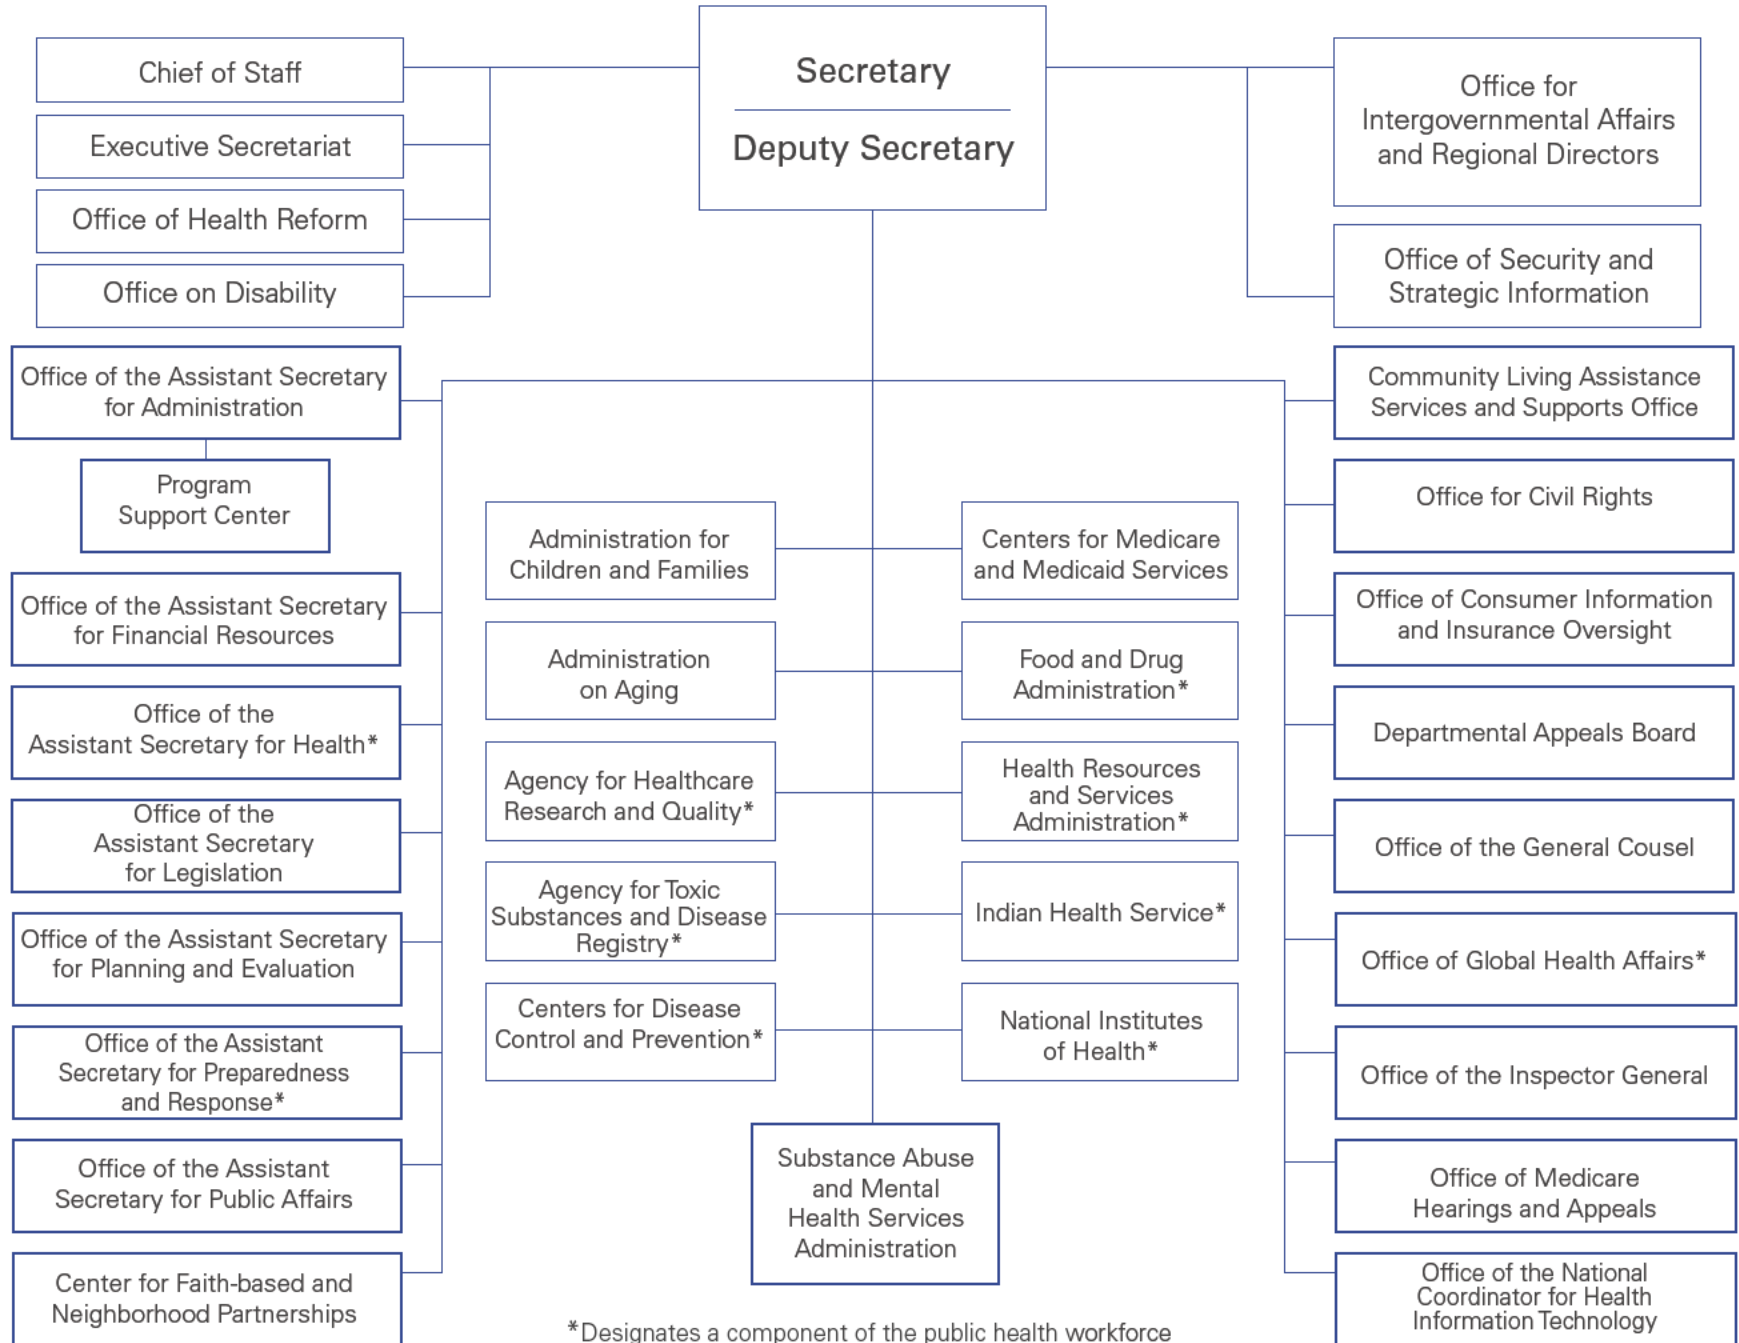 Secretary
Deputy Secretary
Chief of Staff
Executive Secretariat
Office of Health Reform
Office on Disability
Office for
Intergovernmental Affairs
and Regional Directors
Office of Security and
Strategic Information
Office of the Assistant Secretary
for Administration
Program
Support Center
Office of the Assistant Secretary
for Financial Resources
Office of the
Assistant Secretary for Health*
Office of the
Assistant Secretary
for Legislation
Office of the Assistant Secretary
for Planning and Evaluation
Office of the Assistant
Secretary for Preparedness
and Response*
Office of the Assistant
Secretary for Public Affairs
Center for Faith-based and
Neighborhood Partnerships
Administration for
Children and Families
Administration
on Aging
Agency for Healthcare
Research and Quality*
Agency for Toxic
Substances and Disease
Registry*
Centers for Disease
Control and Prevention*
Centers for Medicare
and Medicaid Services
Food and Drug
Administration*
Health Resources
and Services
Administration*
Indian Health Service*
National Institutes
of Health*
Substance Abuse
and Mental
Health Services
Administration
Community Living Assistance
Services and Supports Office
Office for Civil Rights
Office of Consumer Information
and Insurance Oversight
Departmental Appeals Board
Office of the General Cousel
Office of Global Health Affairs*
Office of the Inspector General
Office of Medicare
Hearings and Appeals
Office of the National
Coordinator for Health
Information Technology
*Designates a component of the public health workforce